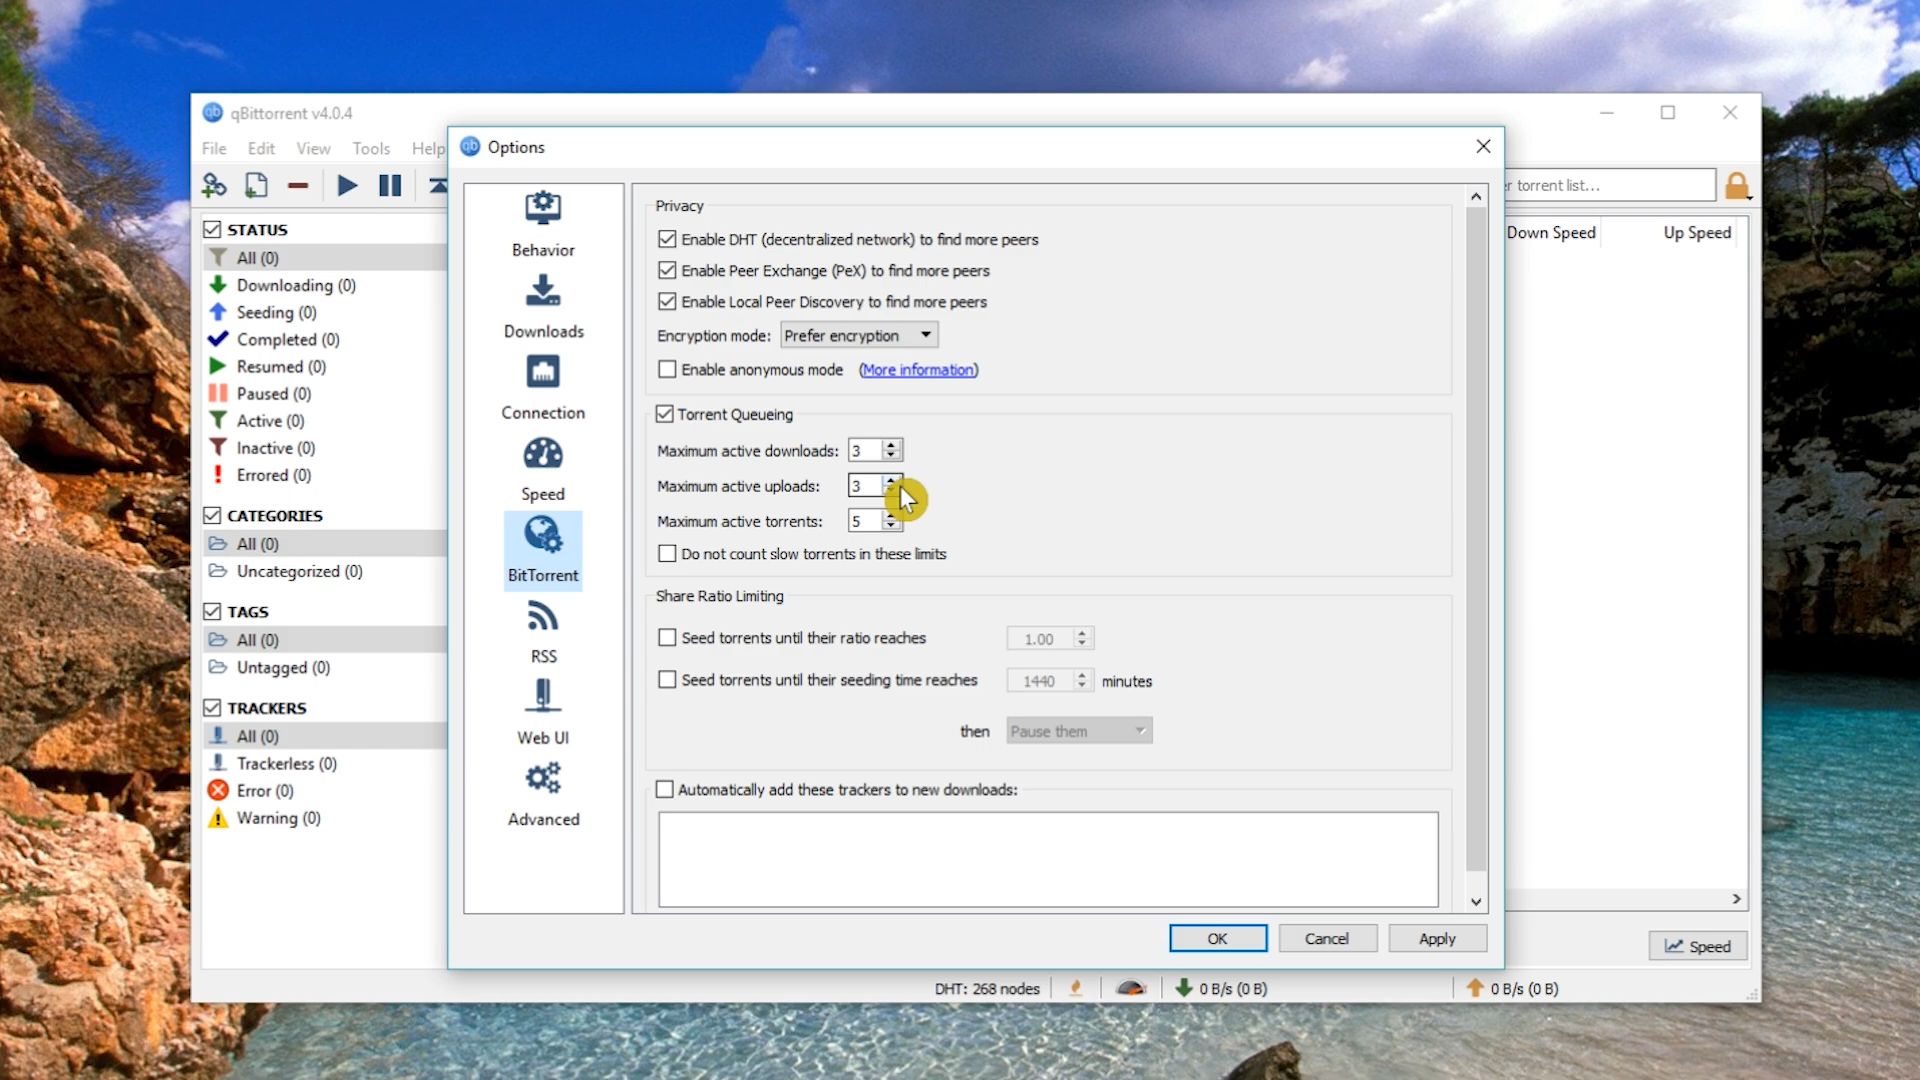 qBittorrent v4.0.4
File Edit View Tools Help
Options
r torrent list...
STATUS
All (0)
Downloading (0)
Seeding (0)
Completed (0)
Resumed (0)
Paused (0)
Active (0)
Inactive (0)
Errored (0)
CATEGORIES
All (0)
Uncategorized (0)
TAGS
All (0)
Untagged (0)
TRACKERS
All (0)
Trackerless (0)
Error (0)
Warning (0)
Behavior
Downloads
Connection
Speed
BitTorrent
RSS
Web UI
Advanced
Privacy
Enable DHT (decentralized network) to find more peers
Enable Peer Exchange (PeX) to find more peers
Enable Local Peer Discovery to find more peers
Encryption mode: Prefer encryption
Enable anonymous mode (More information)
Torrent Queueing
Maximum active downloads: 3
Maximum active uploads: 3
Maximum active torrents: 5
Do not count slow torrents in these limits
Share Ratio Limiting
Seed torrents until their ratio reaches 1.00
Seed torrents until their seeding time reaches 1440 minutes
then Pause them
Automatically add these trackers to new downloads:
OK Cancel Apply
Down Speed Up Speed
Speed
DHT: 268 nodes 0 B/s (0 B) 0 B/s (0 B)